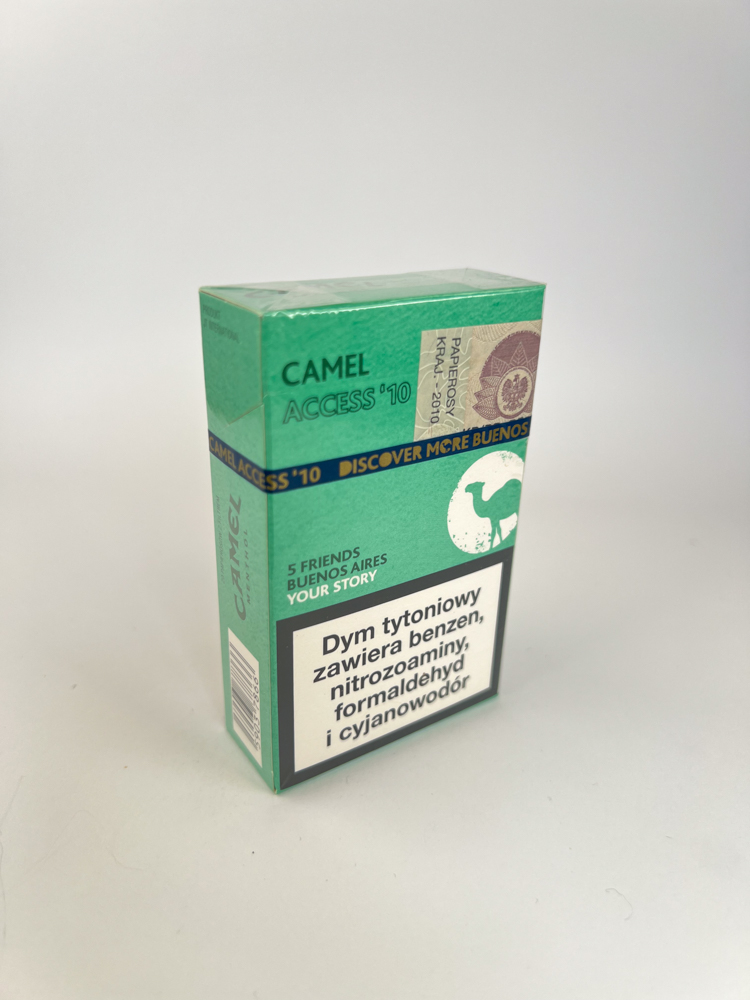 CAMEL
ACCESS '10
PAPIEROSY
KRAJ. - 2010
CAMEL ACCESS '10 DISCOVER MORE BUENOS
5 FRIENDS
BUENOS AIRES
YOUR STORY
Dym tytoniowy
zawiera benzen,
nitrozoaminy,
formaldehyd
i cyjanowodór
CAMEL
MENTHOL